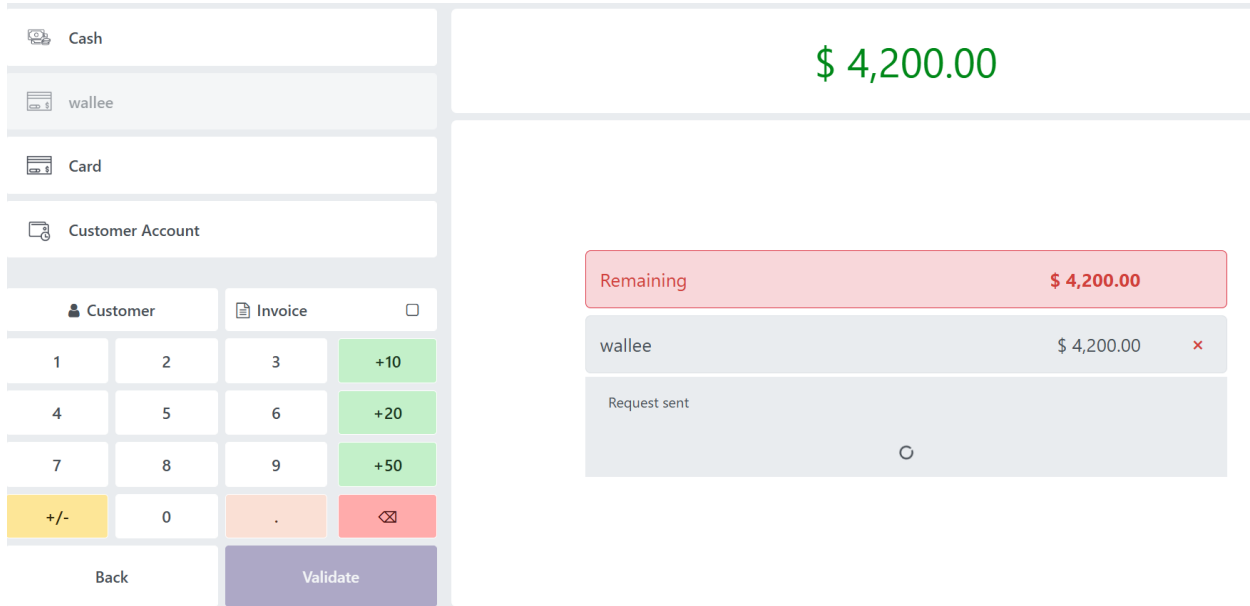 Cash
wallee
Card
Customer Account
Customer
Invoice
1 2 3 +10
4 5 6 +20
7 8 9 +50
+/- 0 . ⌫
Back
Validate
$ 4,200.00
Remaining $ 4,200.00
wallee $ 4,200.00 ×
Request sent